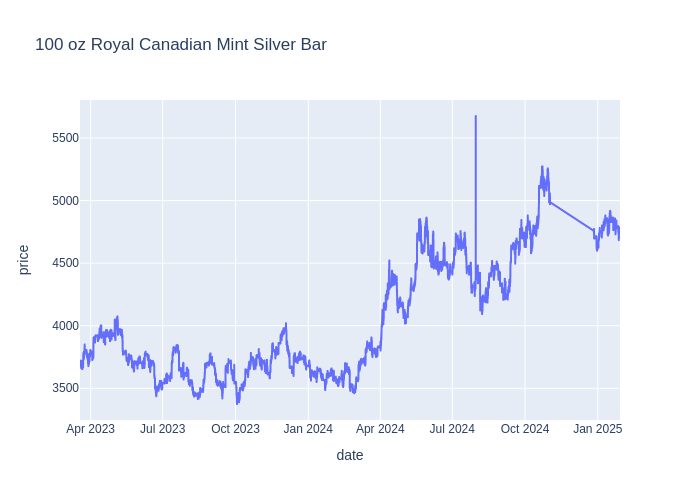 100 oz Royal Canadian Mint Silver Bar
price
5500
5000
4500
4000
3500
Apr 2023 Jul 2023 Oct 2023 Jan 2024 Apr 2024 Jul 2024 Oct 2024 Jan 2025
date